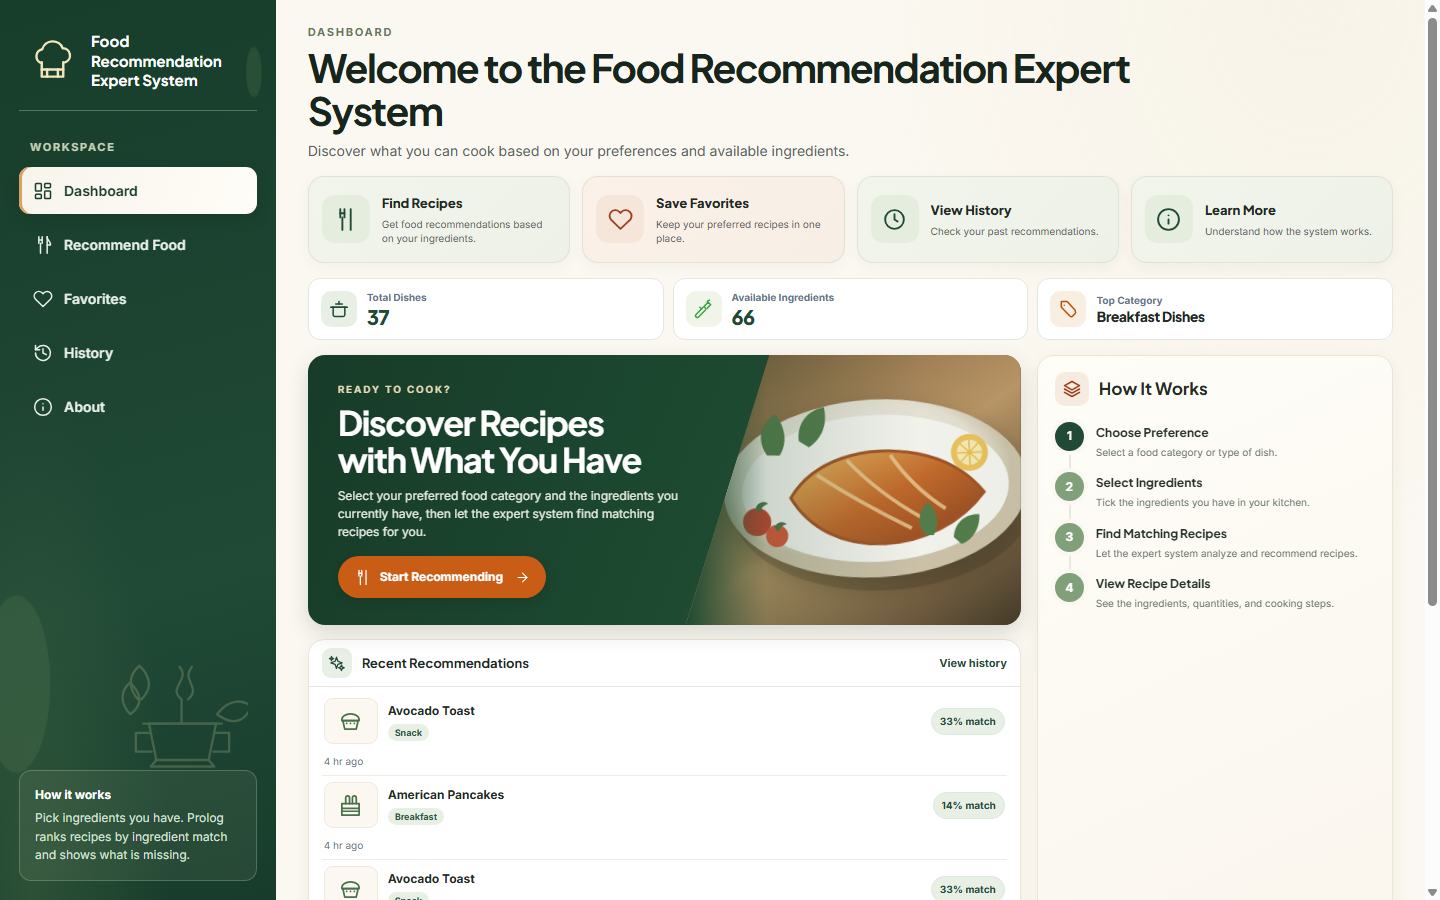 Food
Recommendation
Expert System
WORKSPACE
Dashboard
Recommend Food
Favorites
History
About
How it works
Pick ingredients you have. Prolog
ranks recipes by ingredient match
and shows what is missing.
DASHBOARD
Welcome to the Food Recommendation Expert
System
Discover what you can cook based on your preferences and available ingredients.
Find Recipes
Get food recommendations based
on your ingredients.
Save Favorites
Keep your preferred recipes in one
place.
View History
Check your past recommendations.
Learn More
Understand how the system works.
Total Dishes
37
Available Ingredients
66
Top Category
Breakfast Dishes
READY TO COOK?
Discover Recipes
with What You Have
Select your preferred food category and the ingredients you
currently have, then let the expert system find matching
recipes for you.
Start Recommending
How It Works
1
Choose Preference
Select a food category or type of dish.
2
Select Ingredients
Tick the ingredients you have in your kitchen.
3
Find Matching Recipes
Let the expert system analyze and recommend recipes.
4
View Recipe Details
See the ingredients, quantities, and cooking steps.
Recent Recommendations
View history
Avocado Toast
Snack
33% match
4 hr ago
American Pancakes
Breakfast
14% match
4 hr ago
Avocado Toast
Snack
33% match